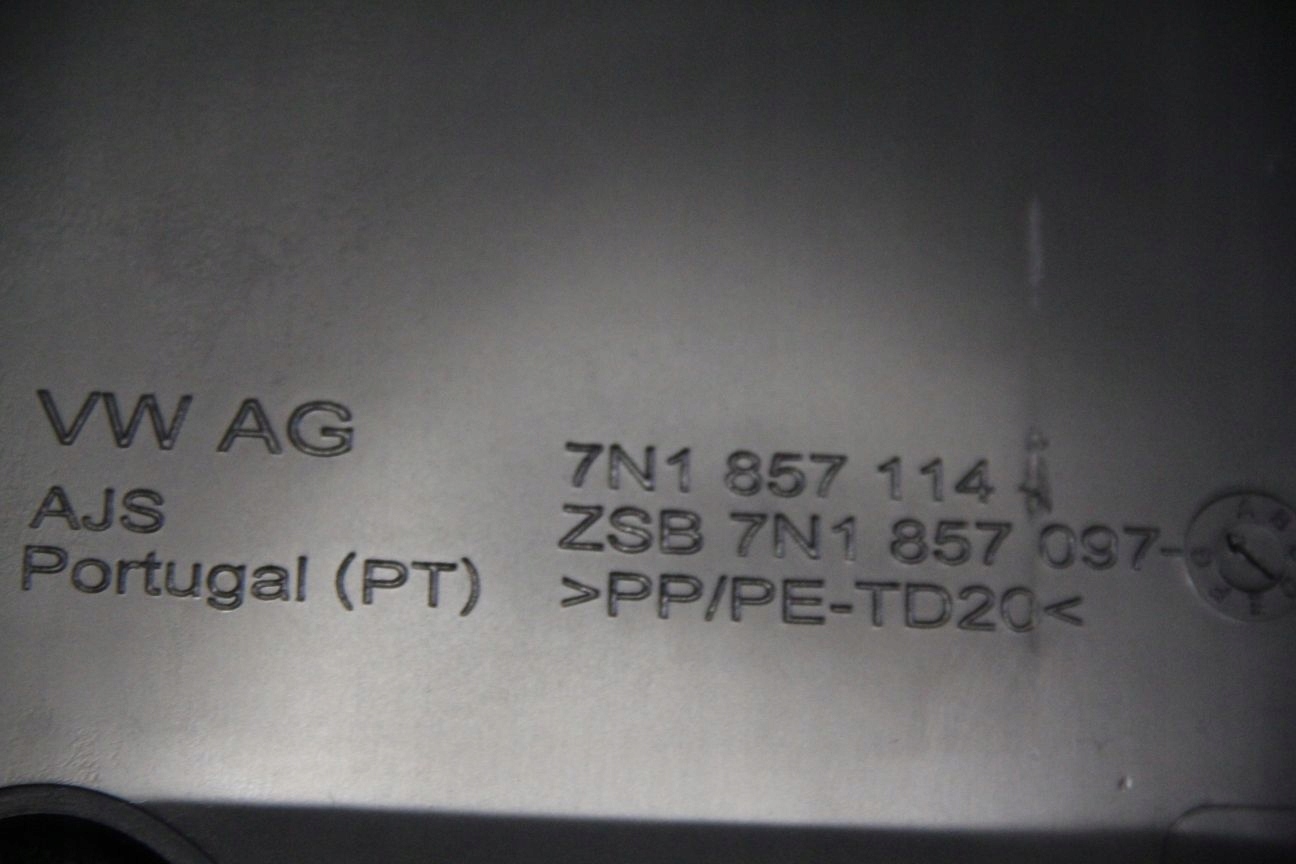 VW AG
AJS
Portugal (PT)
7N1 857 114 A
ZSB 7N1 857 097-
>PP/PE-TD20<